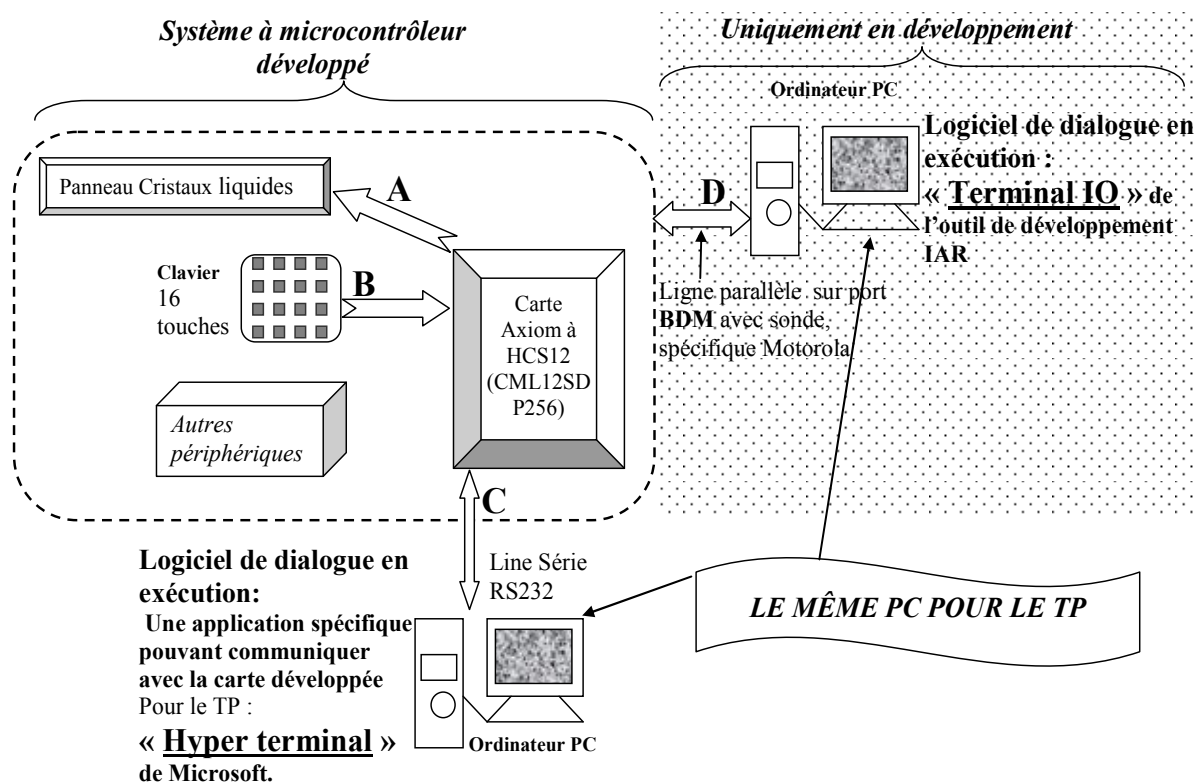 Système à microcontrôleur
développé
Uniquement en développement
Ordinateur PC
Logiciel de dialogue en
exécution :
« Terminal IO » de
l'outil de développement
IAR
Panneau Cristaux liquides
A
D
Clavier
16
touches
B
Carte
Axiom à
HCS12
(CML12SD
P256)
Ligne parallèle sur port
BDM avec sonde,
spécifique Motorola
Autres
périphériques
C
Line Série
RS232
Logiciel de dialogue en
exécution:
Une application spécifique
pouvant communiquer
avec la carte développée
Pour le TP :
« Hyper terminal »
de Microsoft.
Ordinateur PC
LE MÊME PC POUR LE TP